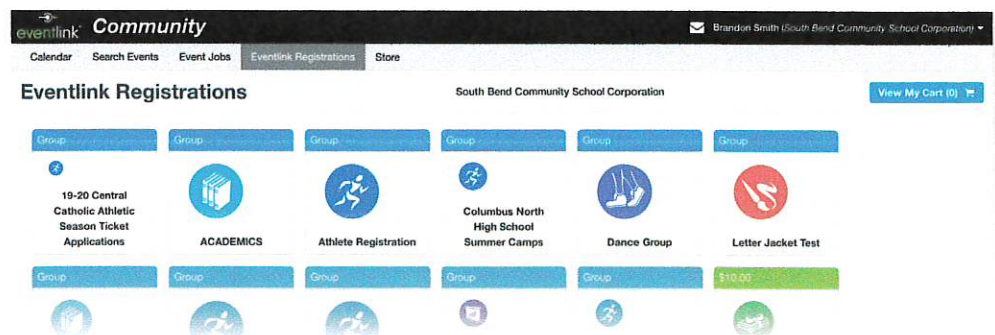 eventlink Community
Brandon Smith (South Bend Community School Corporation)
Calendar Search Events Event Jobs Eventlink Registrations Store
Eventlink Registrations
South Bend Community School Corporation
View My Cart (0)
Group Group Group Group Group Group
19-20 Central
Catholic Athletic
Season Ticket
Applications
ACADEMICS
Athlete Registration
Columbus North
High School
Summer Camps
Dance Group
Letter Jacket Test
Group Group Group Group Group $10.00